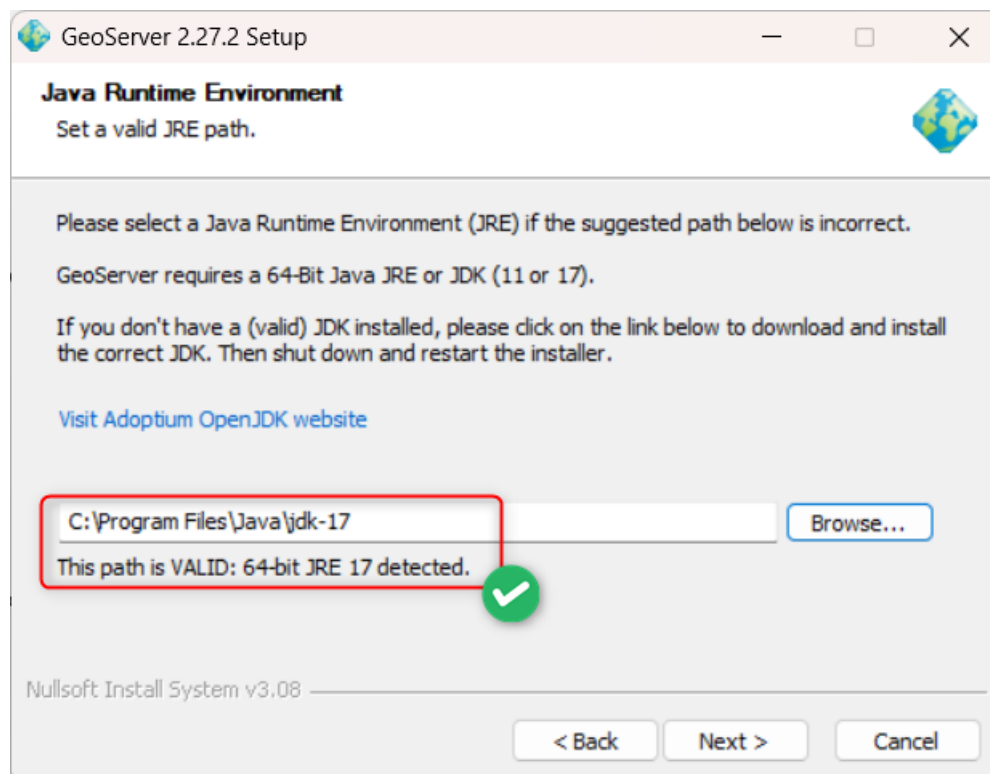 GeoServer 2.27.2 Setup
Java Runtime Environment
Set a valid JRE path.
Please select a Java Runtime Environment (JRE) if the suggested path below is incorrect.
GeoServer requires a 64-Bit Java JRE or JDK (11 or 17).
If you don't have a (valid) JDK installed, please click on the link below to download and install
the correct JDK. Then shut down and restart the installer.
Visit Adoptium OpenJDK website
C:\Program Files\Java\jdk-17
Browse...
This path is VALID: 64-bit JRE 17 detected.
Nullsoft Install System v3.08
< Back
Next >
Cancel